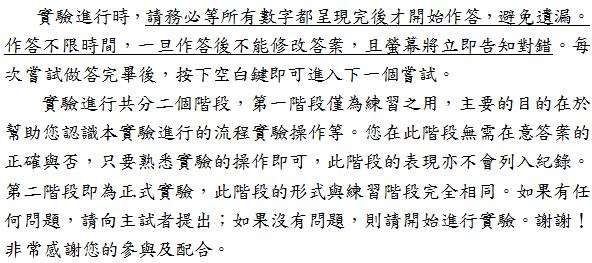 實驗進行時，請務必等所有數字都呈現完後才開始作答，避免遺漏。
作答不限時間，一旦作答後不能修改答案，且螢幕將立即告知對錯。每
次嘗試做答完畢後，按下空白鍵即可進入下一個嘗試。
實驗進行共分二個階段，第一階段僅為練習之用，主要的目的在於
幫助您認識本實驗進行的流程實驗操作等。您在此階段無需在意答案的
正確與否，只要熟悉實驗的操作即可，此階段的表現亦不會列入紀錄。
第二階段即為正式實驗，此階段的形式與練習階段完全相同。如果有任
何問題，請向主試者提出；如果沒有問題，則請開始進行實驗。謝謝！
非常感謝您的參與及配合。